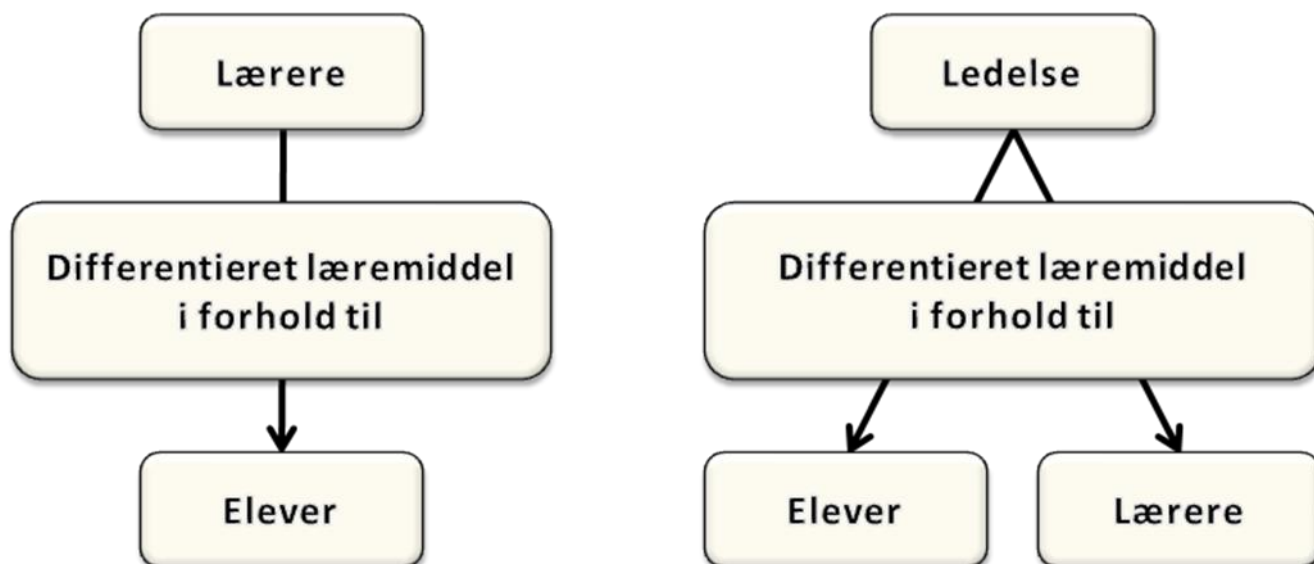 Lærere
Differentieret læremiddel
i forhold til
Elever
Ledelse
Differentieret læremiddel
i forhold til
Elever
Lærere